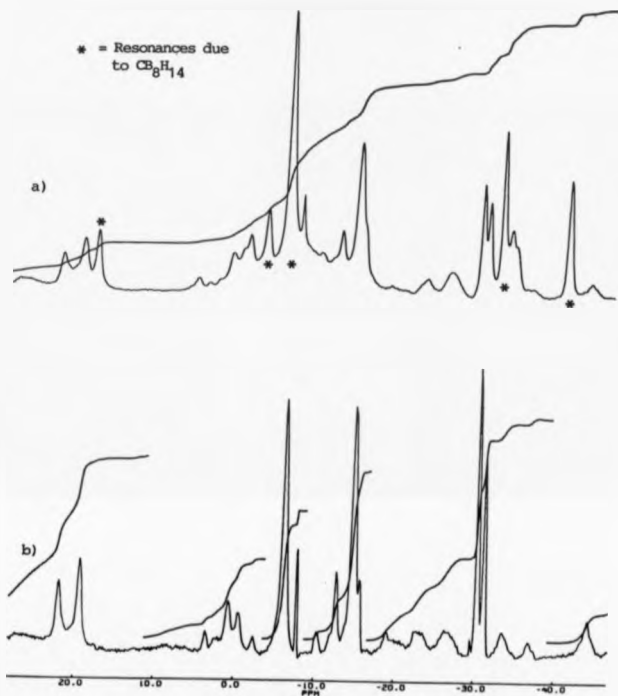 * = Resonances due
to CB8H14
a)
*
*
*
*
*
b)
20.0 10.0 0.0 -10.0 -20.0 -30.0 -40.0
PPM